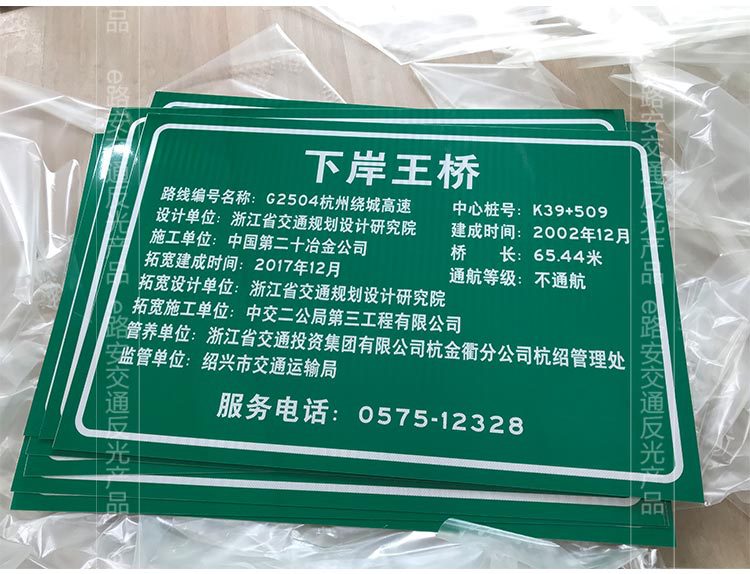 下岸王桥
路线编号名称：G2504杭州绕城高速 中心桩号：K39+509
设计单位：浙江省交通规划设计研究院 建成时间：2002年12月
施工单位：中国第二十冶金公司 桥 长：65.44米
拓宽建成时间：2017年12月 通航等级：不通航
拓宽设计单位：浙江省交通规划设计研究院
拓宽施工单位：中交二公局第三工程有限公司
管养单位：浙江省交通投资集团有限公司杭金衢分公司杭绍管理处
监管单位：绍兴市交通运输局
服务电话：0575-12328
e路安交通反光产品
e路安交通反光产品
e路安交通反光产品